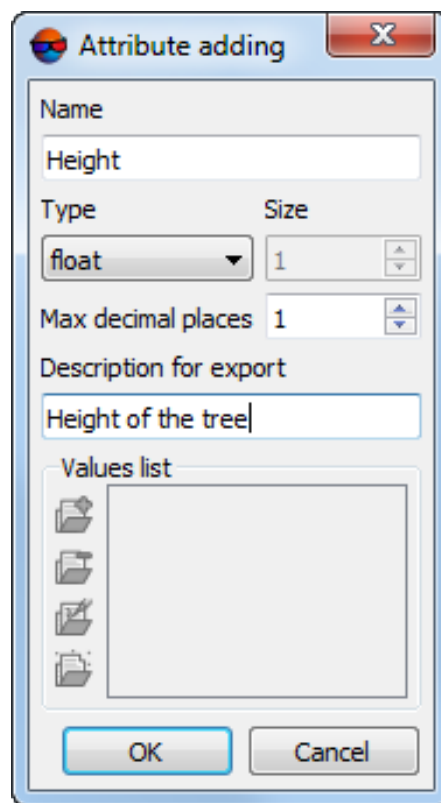 Attribute adding
Name
Height
Type Size
float 1
Max decimal places 1
Description for export
Height of the tree
Values list
OK Cancel